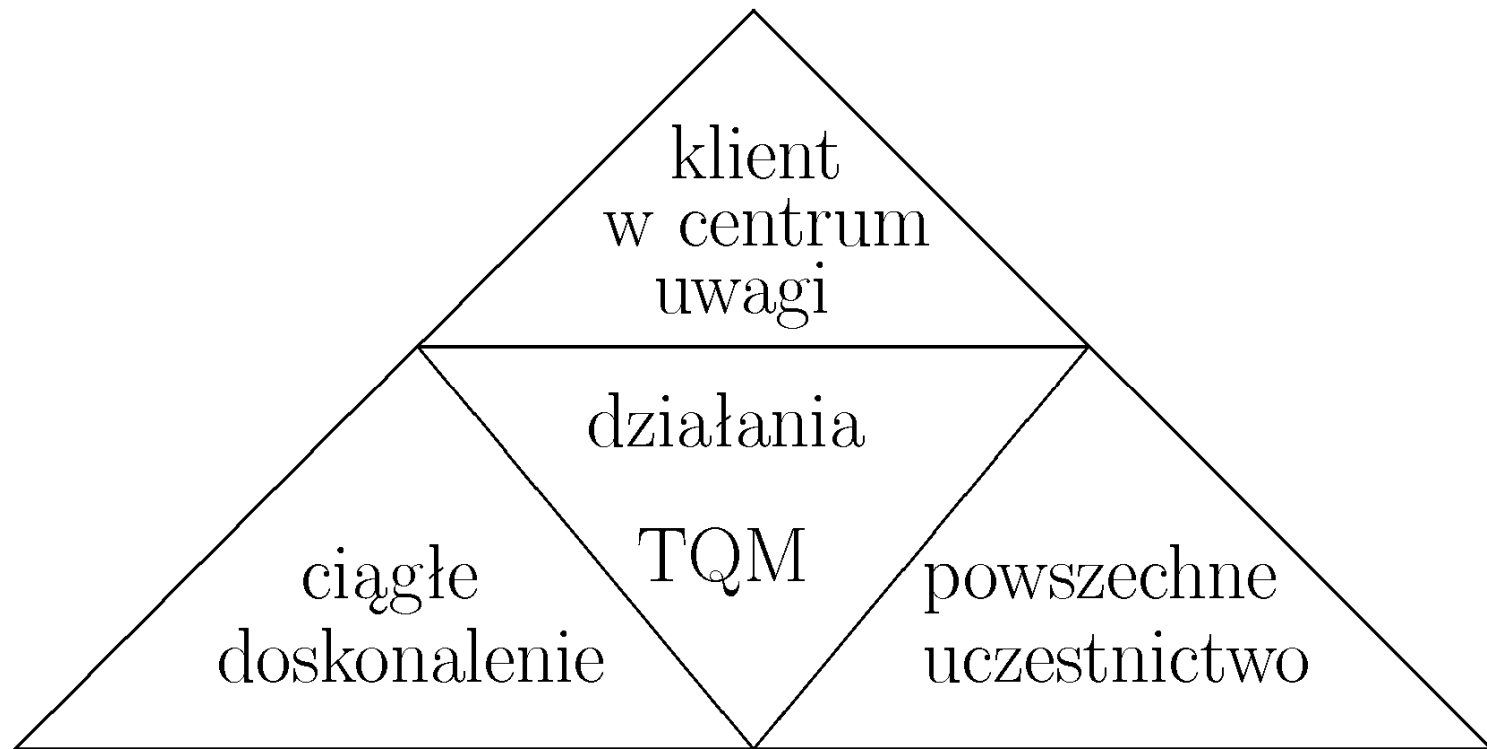 klient
w centrum
uwagi
działania
TQM
ciągłe
doskonalenie
powszechne
uczestnictwo